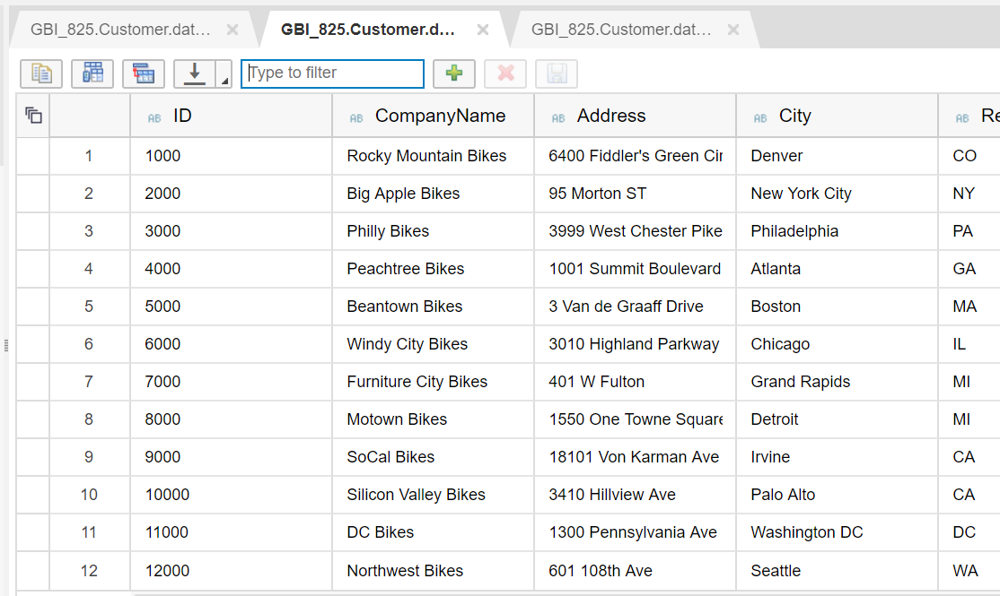 GBI_825.Customer.dat... GBI_825.Customer.d... GBI_825.Customer.dat...
Type to filter
AB ID AB CompanyName AB Address AB City AB Re
1 1000 Rocky Mountain Bikes 6400 Fiddler's Green Cir Denver CO
2 2000 Big Apple Bikes 95 Morton ST New York City NY
3 3000 Philly Bikes 3999 West Chester Pike Philadelphia PA
4 4000 Peachtree Bikes 1001 Summit Boulevard Atlanta GA
5 5000 Beantown Bikes 3 Van de Graaff Drive Boston MA
6 6000 Windy City Bikes 3010 Highland Parkway Chicago IL
7 7000 Furniture City Bikes 401 W Fulton Grand Rapids MI
8 8000 Motown Bikes 1550 One Towne Square Detroit MI
9 9000 SoCal Bikes 18101 Von Karman Ave Irvine CA
10 10000 Silicon Valley Bikes 3410 Hillview Ave Palo Alto CA
11 11000 DC Bikes 1300 Pennsylvania Ave Washington DC DC
12 12000 Northwest Bikes 601 108th Ave Seattle WA